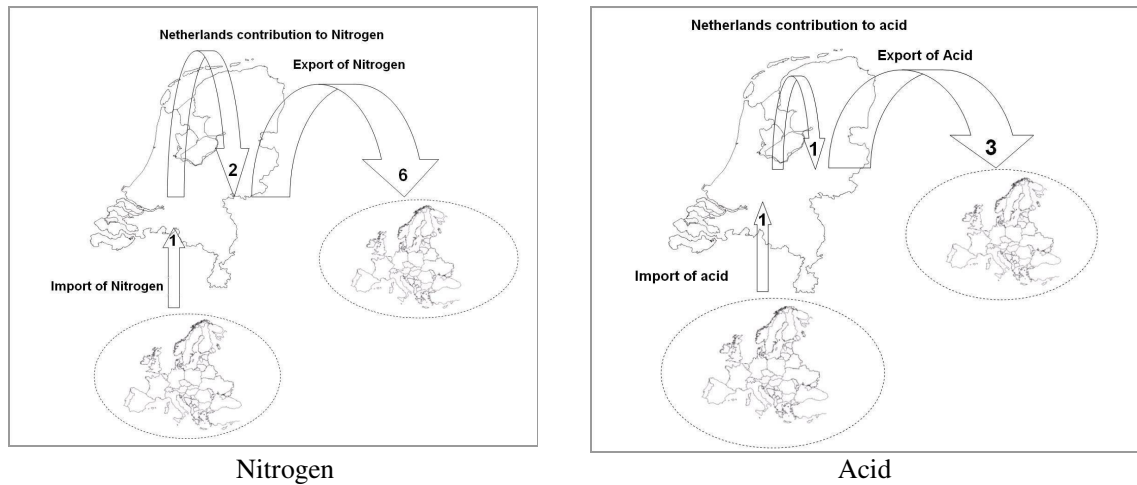 Netherlands contribution to Nitrogen
Export of Nitrogen
2
6
1
Import of Nitrogen
Nitrogen
Netherlands contribution to acid
Export of Acid
1
3
1
Import of acid
Acid